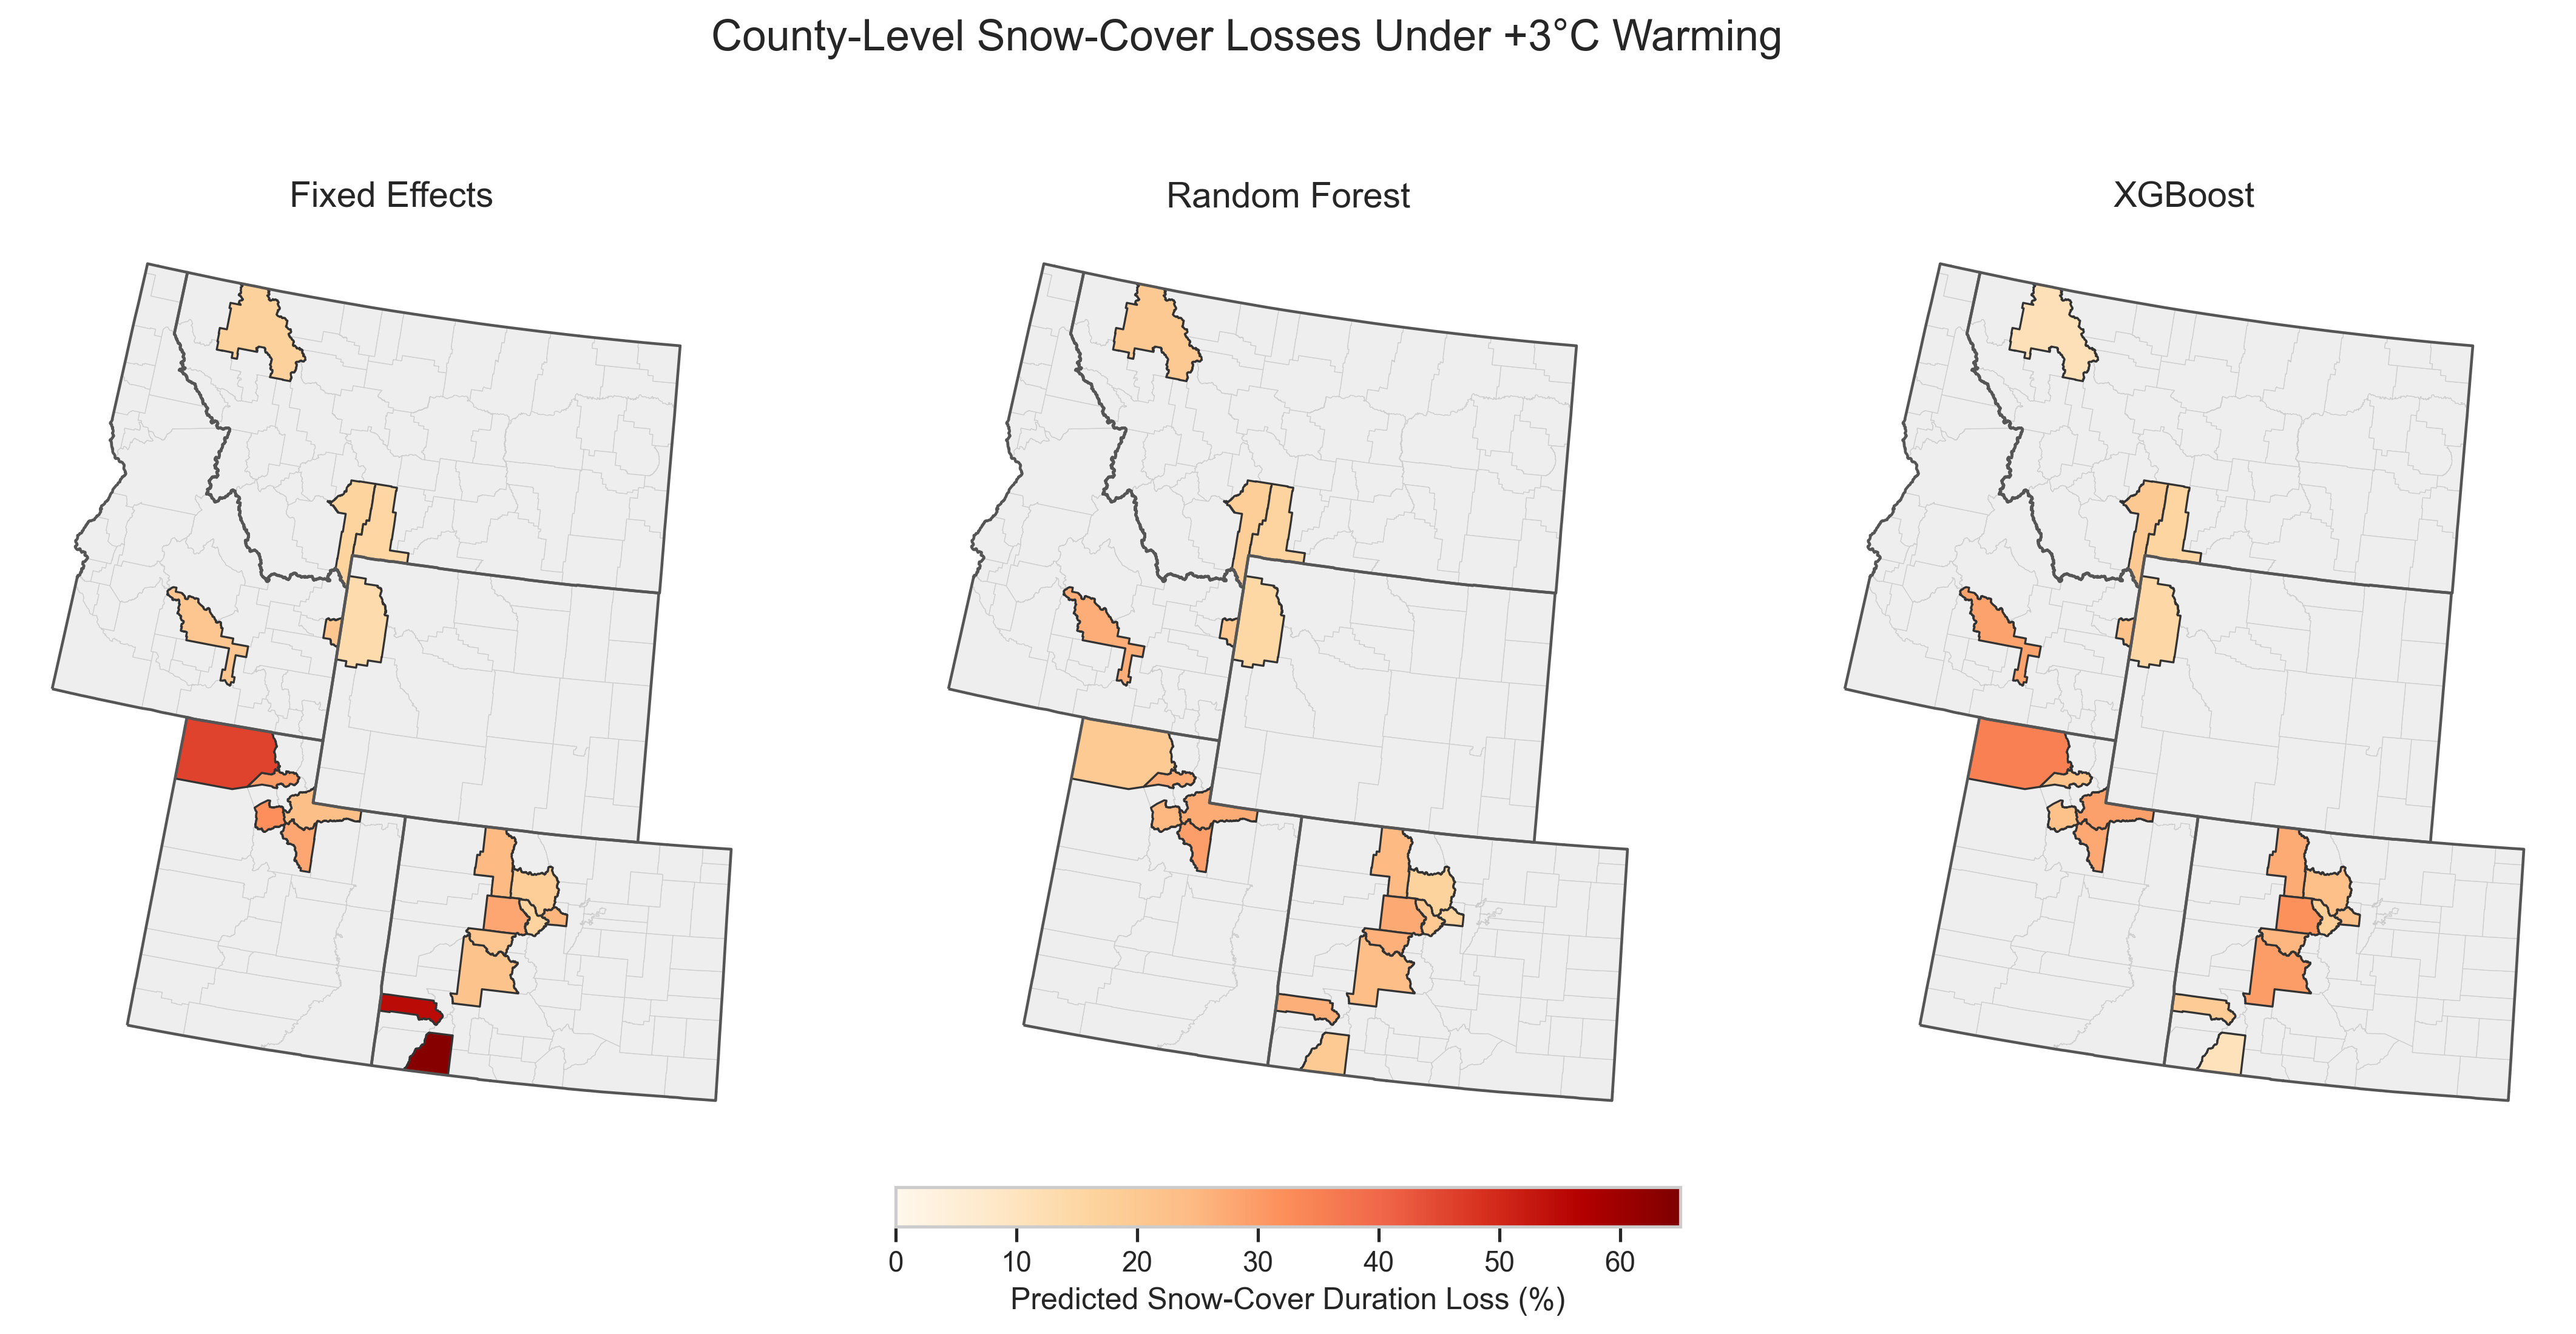 County-Level Snow-Cover Losses Under +3°C Warming
Fixed Effects
Random Forest
XGBoost
0 10 20 30 40 50 60
Predicted Snow-Cover Duration Loss (%)